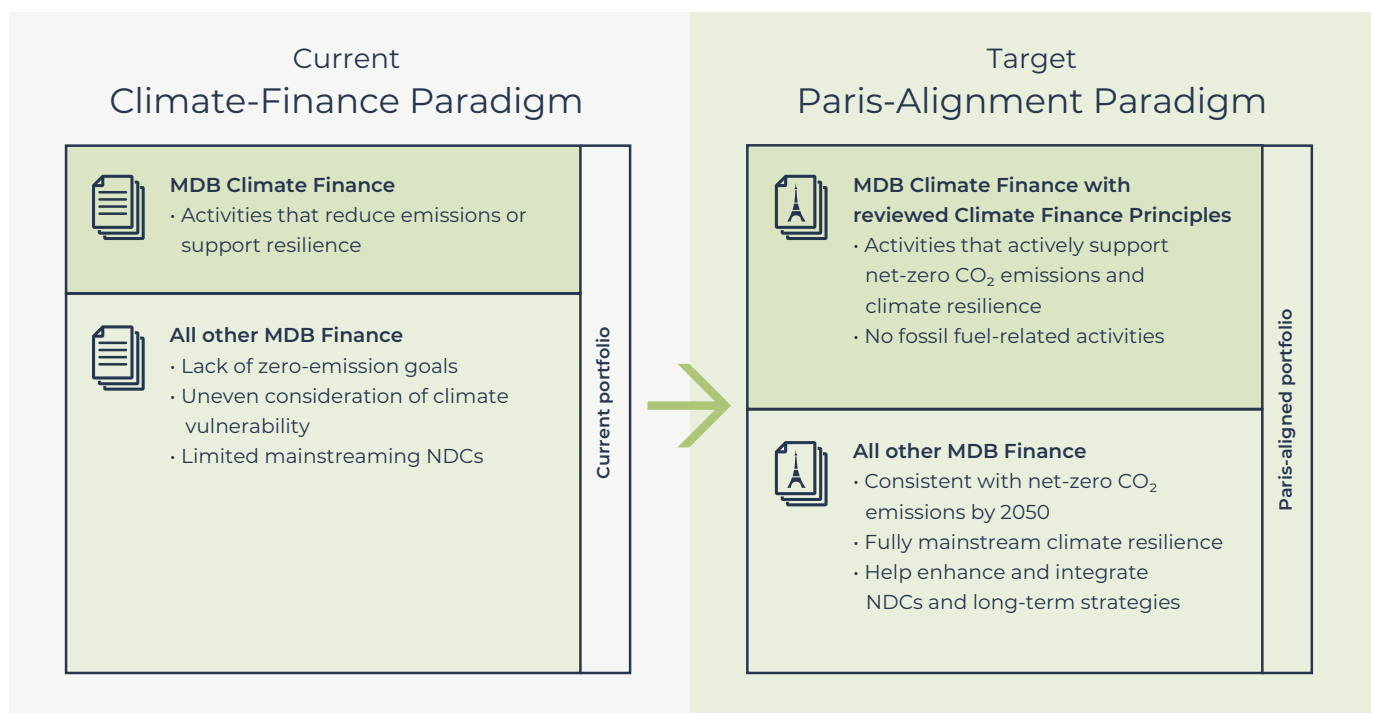 Current
Climate-Finance Paradigm
MDB Climate Finance
· Activities that reduce emissions or
support resilience
All other MDB Finance
· Lack of zero-emission goals
· Uneven consideration of climate
vulnerability
· Limited mainstreaming NDCs
Current portfolio
Target
Paris-Alignment Paradigm
MDB Climate Finance with
reviewed Climate Finance Principles
· Activities that actively support
net-zero CO₂ emissions and
climate resilience
· No fossil fuel-related activities
All other MDB Finance
· Consistent with net-zero CO₂
emissions by 2050
· Fully mainstream climate resilience
· Help enhance and integrate
NDCs and long-term strategies
Paris-aligned portfolio